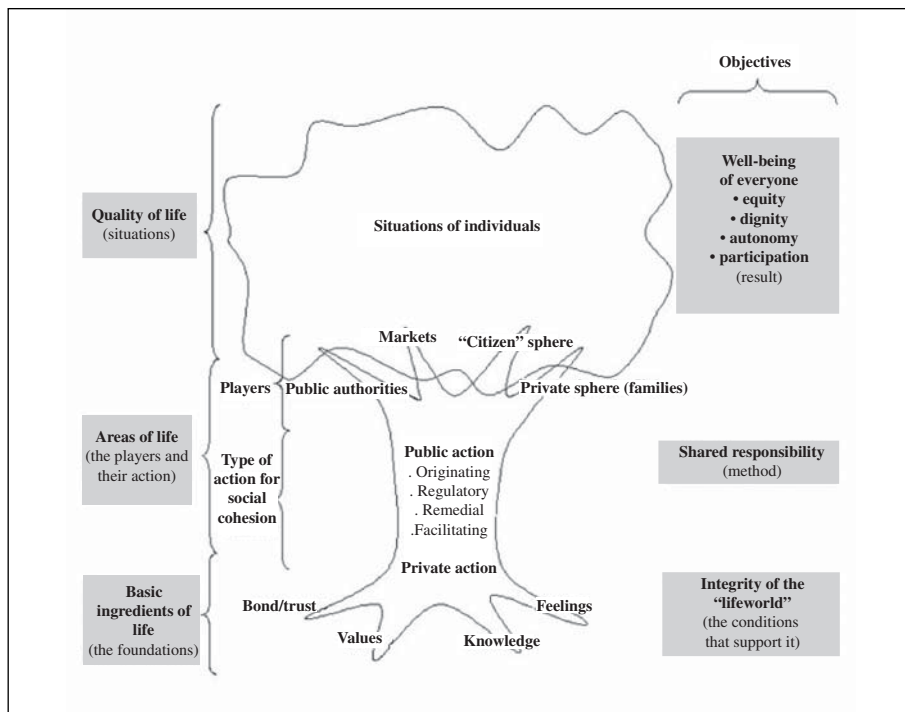 Objectives
Well-being
of everyone
• equity
• dignity
• autonomy
• participation
(result)
Quality of life
(situations)
Situations of individuals
Markets
“Citizen” sphere
Players
Public authorities
Private sphere (families)
Areas of life
(the players and
their action)
Type of
action for
social
cohesion
Public action
. Originating
. Regulatory
. Remedial
.Facilitating
Private action
Shared responsibility
(method)
Basic
ingredients of
life
(the foundations)
Bond/trust
Values
Knowledge
Feelings
Integrity of the
“lifeworld”
(the conditions
that support it)